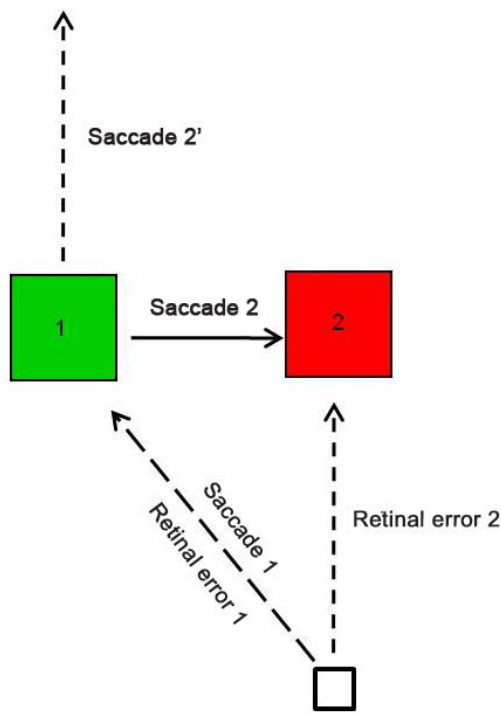 Saccade 2'
1
Saccade 2
2
Saccade 1
Retinal error 1
Retinal error 2